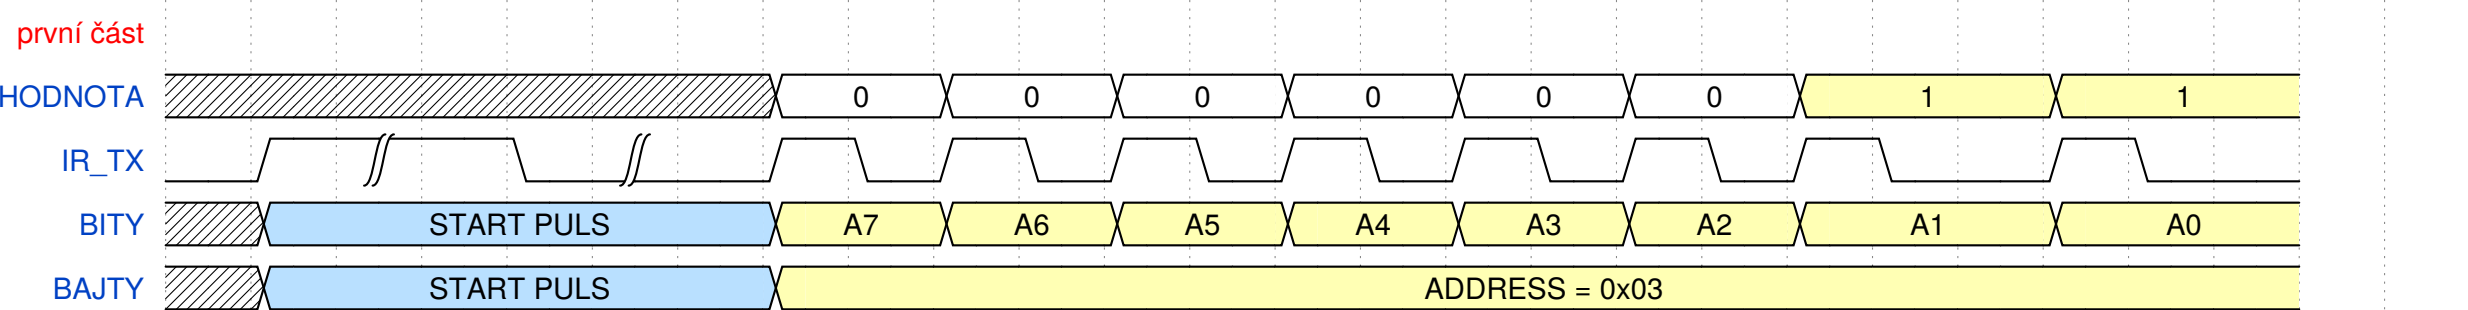 první část
HODNOTA 0 0 0 0 0 0 1 1
IR_TX
BITY START PULS A7 A6 A5 A4 A3 A2 A1 A0
BAJTY START PULS ADDRESS = 0x03